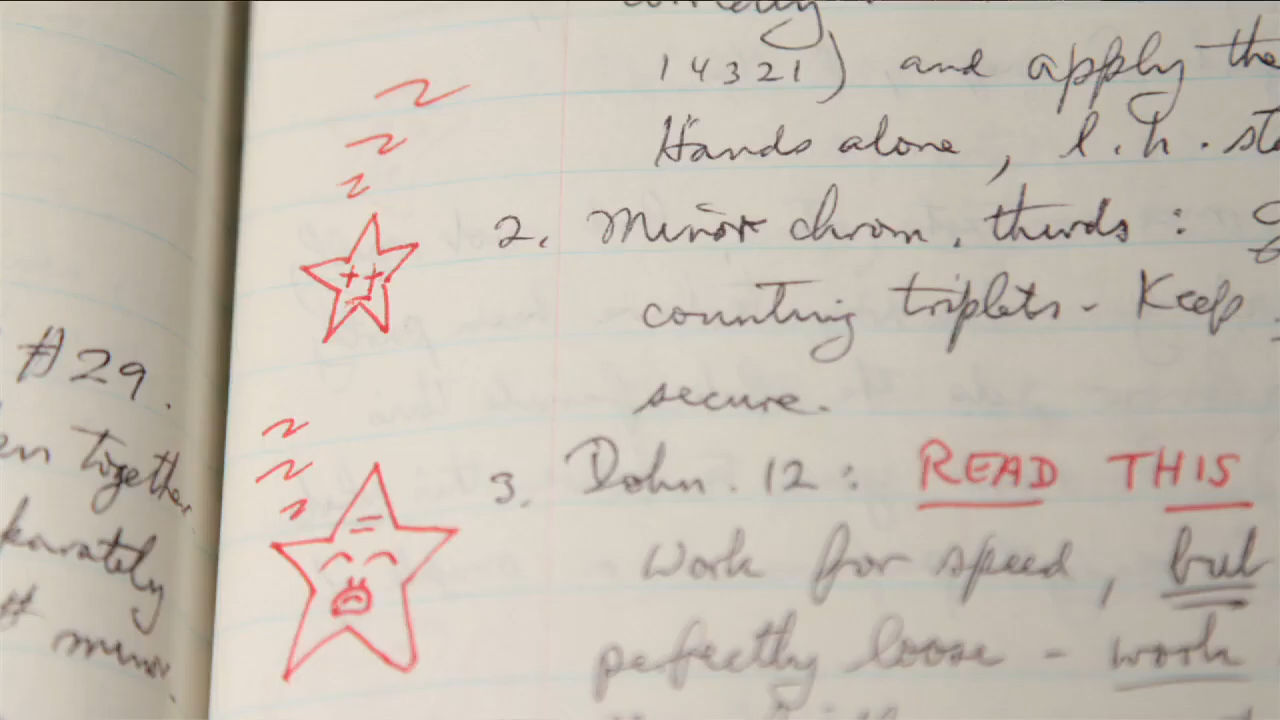 #29.
together
minor.
14321) and apply the
Hands alone, l.h.
2. Minor chrom. thirds:
counting triplets - Keep
secure.
3. Dohn. 12: READ THIS
Work for speed, but
perfectly loose - work